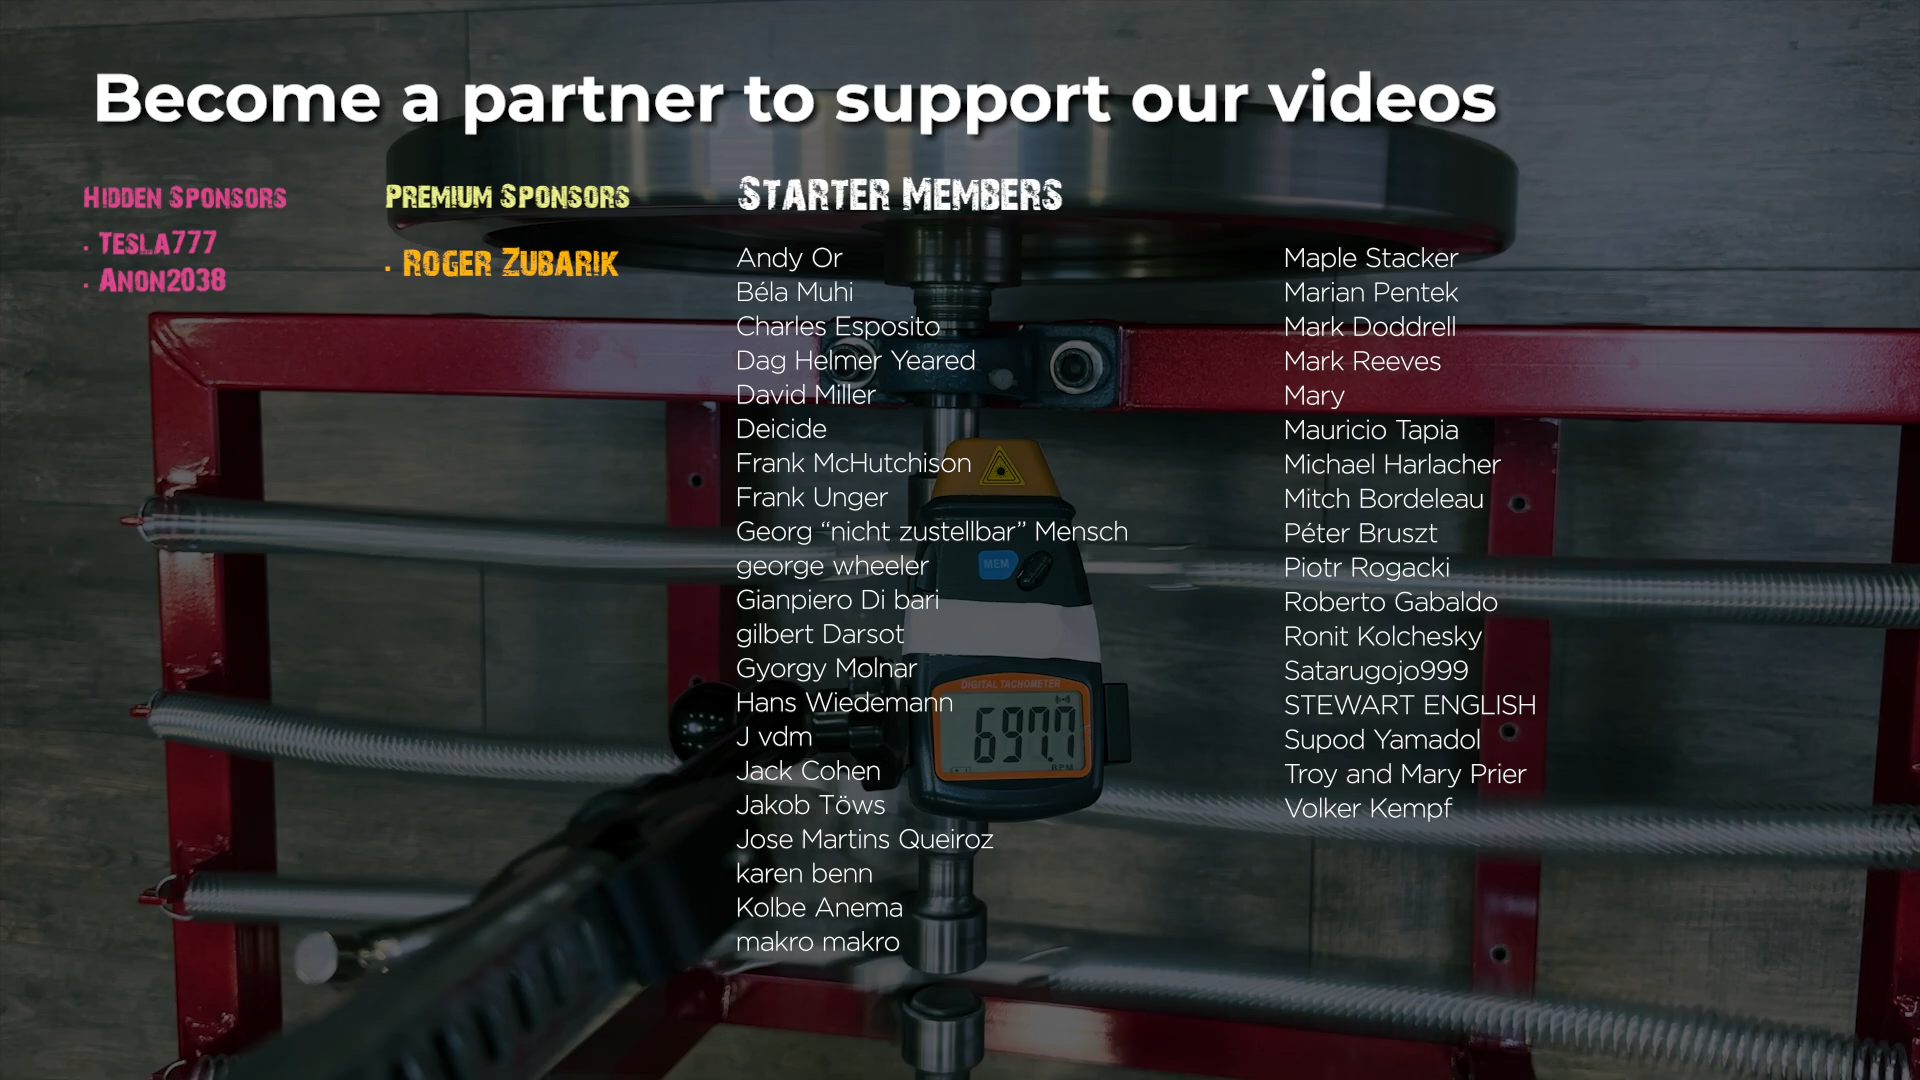 Become a partner to support our videos
Hidden Sponsors
. Tesla777
. Anon2038
Premium Sponsors
. Roger Zubarik
Starter Members
Andy Or
Béla Muhi
Charles Esposito
Dag Helmer Yeared
David Miller
Deicide
Frank McHutchison
Frank Unger
Georg “nicht zustellbar” Mensch
george wheeler
Gianpiero Di bari
gilbert Darsot
Gyorgy Molnar
Hans Wiedemann
J vdm
Jack Cohen
Jakob Töws
Jose Martins Queiroz
karen benn
Kolbe Anema
makro makro
Maple Stacker
Marian Pentek
Mark Doddrell
Mark Reeves
Mary
Mauricio Tapia
Michael Harlacher
Mitch Bordeleau
Péter Bruszt
Piotr Rogacki
Roberto Gabaldo
Ronit Kolchesky
Satarugojo999
STEWART ENGLISH
Supod Yamadol
Troy and Mary Prier
Volker Kempf
MEM
DIGITAL TACHOMETER
697.7
RPM